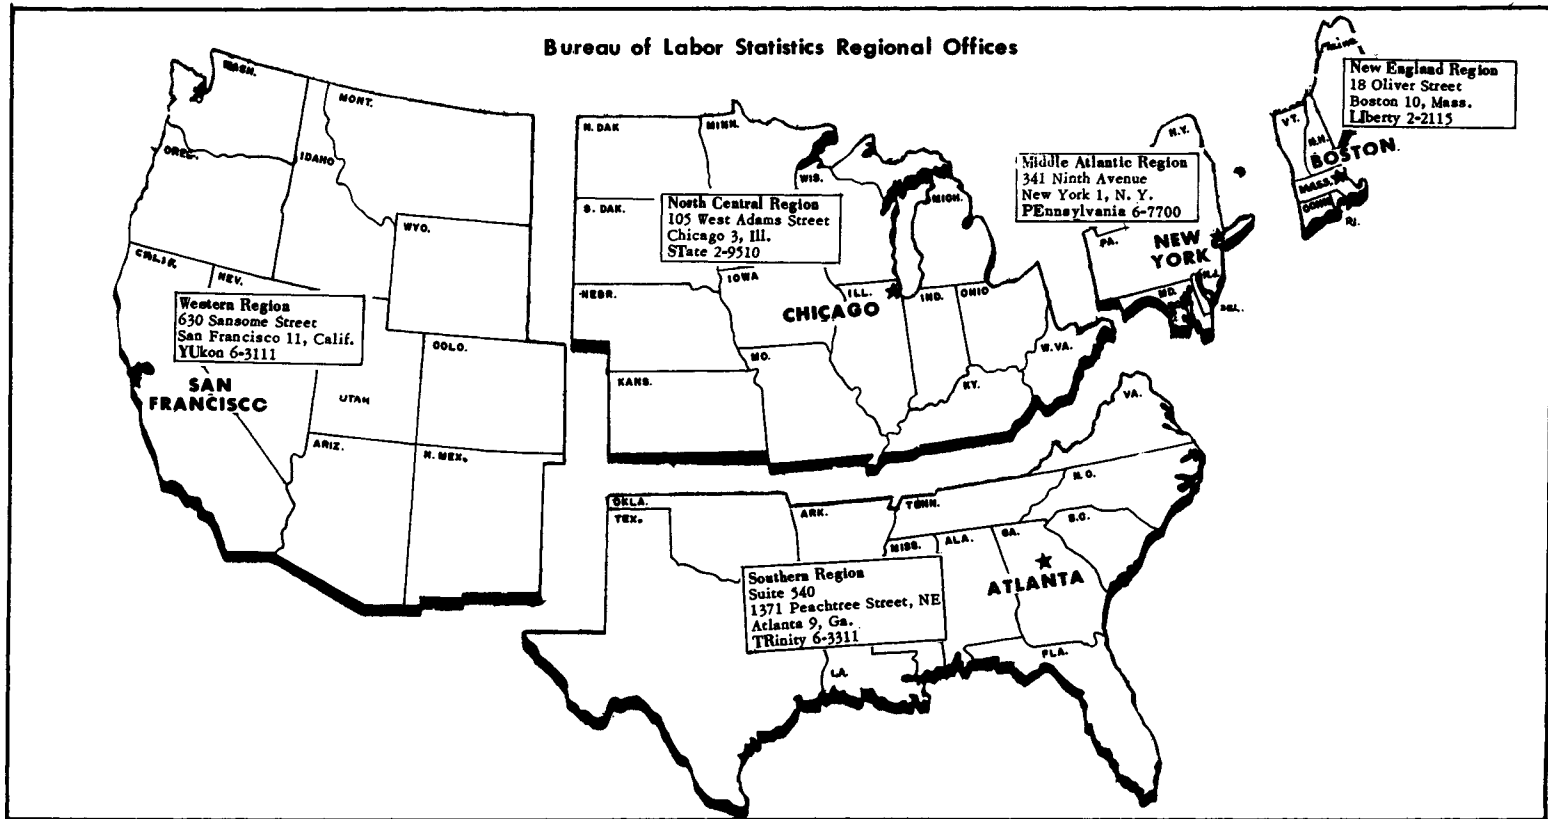 Bureau of Labor Statistics Regional Offices
New England Region
18 Oliver Street
Boston 10, Mass.
LIberty 2-2115
Middle Atlantic Region
341 Ninth Avenue
New York 1, N. Y.
PEnnsylvania 6-7700
North Central Region
105 West Adams Street
Chicago 3, Ill.
STate 2-9510
Western Region
630 Sansome Street
San Francisco 11, Calif.
YUkon 6-3111
Southern Region
Suite 540
1371 Peachtree Street, NE
Atlanta 9, Ga.
TRinity 6-3311
WASH.
MONT.
OREG.
IDAHO
WYO.
CALIF.
NEV.
UTAH
COLO.
ARIZ.
N. MEX.
SAN
FRANCISCO
N. DAK
MINN.
S. DAK.
WIS.
MICH.
NEBR.
IOWA
ILL.
IND.
OHIO
CHICAGO
KANS.
MO.
KY.
W.VA.
N.Y.
PA.
NEW
YORK
N.J.
MD.
DEL.
Maine
VT.
N.H.
BOSTON
MASS.
CONN
R.I.
OKLA.
TEX.
ARK.
TENN.
MISS.
ALA.
GA.
S.C.
N.C.
VA.
ATLANTA
LA.
FLA.